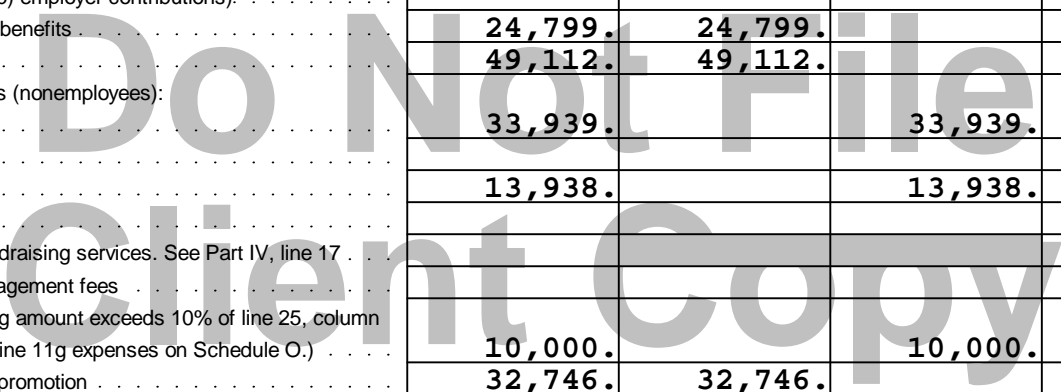 employer contributions).
benefits . . . . . . . . . . . . . . . . . . 24,799. 24,799.
. . . . . . . . . . . . . . . . . . . . . . 49,112. 49,112.
s (nonemployees):
. . . . . . . . . . . . . . . . . . . . . . 33,939. 33,939.
. . . . . . . . . . . . . . . . . . . . . .
. . . . . . . . . . . . . . . . . . . . . . 13,938. 13,938.
. . . . . . . . . . . . . . . . . . . . . .
draising services. See Part IV, line 17 . . .
agement fees . . . . . . . . . . . . . . .
g amount exceeds 10% of line 25, column
ine 11g expenses on Schedule O.) . . . . 10,000. 10,000.
promotion . . . . . . . . . . . . . . . . . 32,746. 32,746.
Do Not File
Client Copy